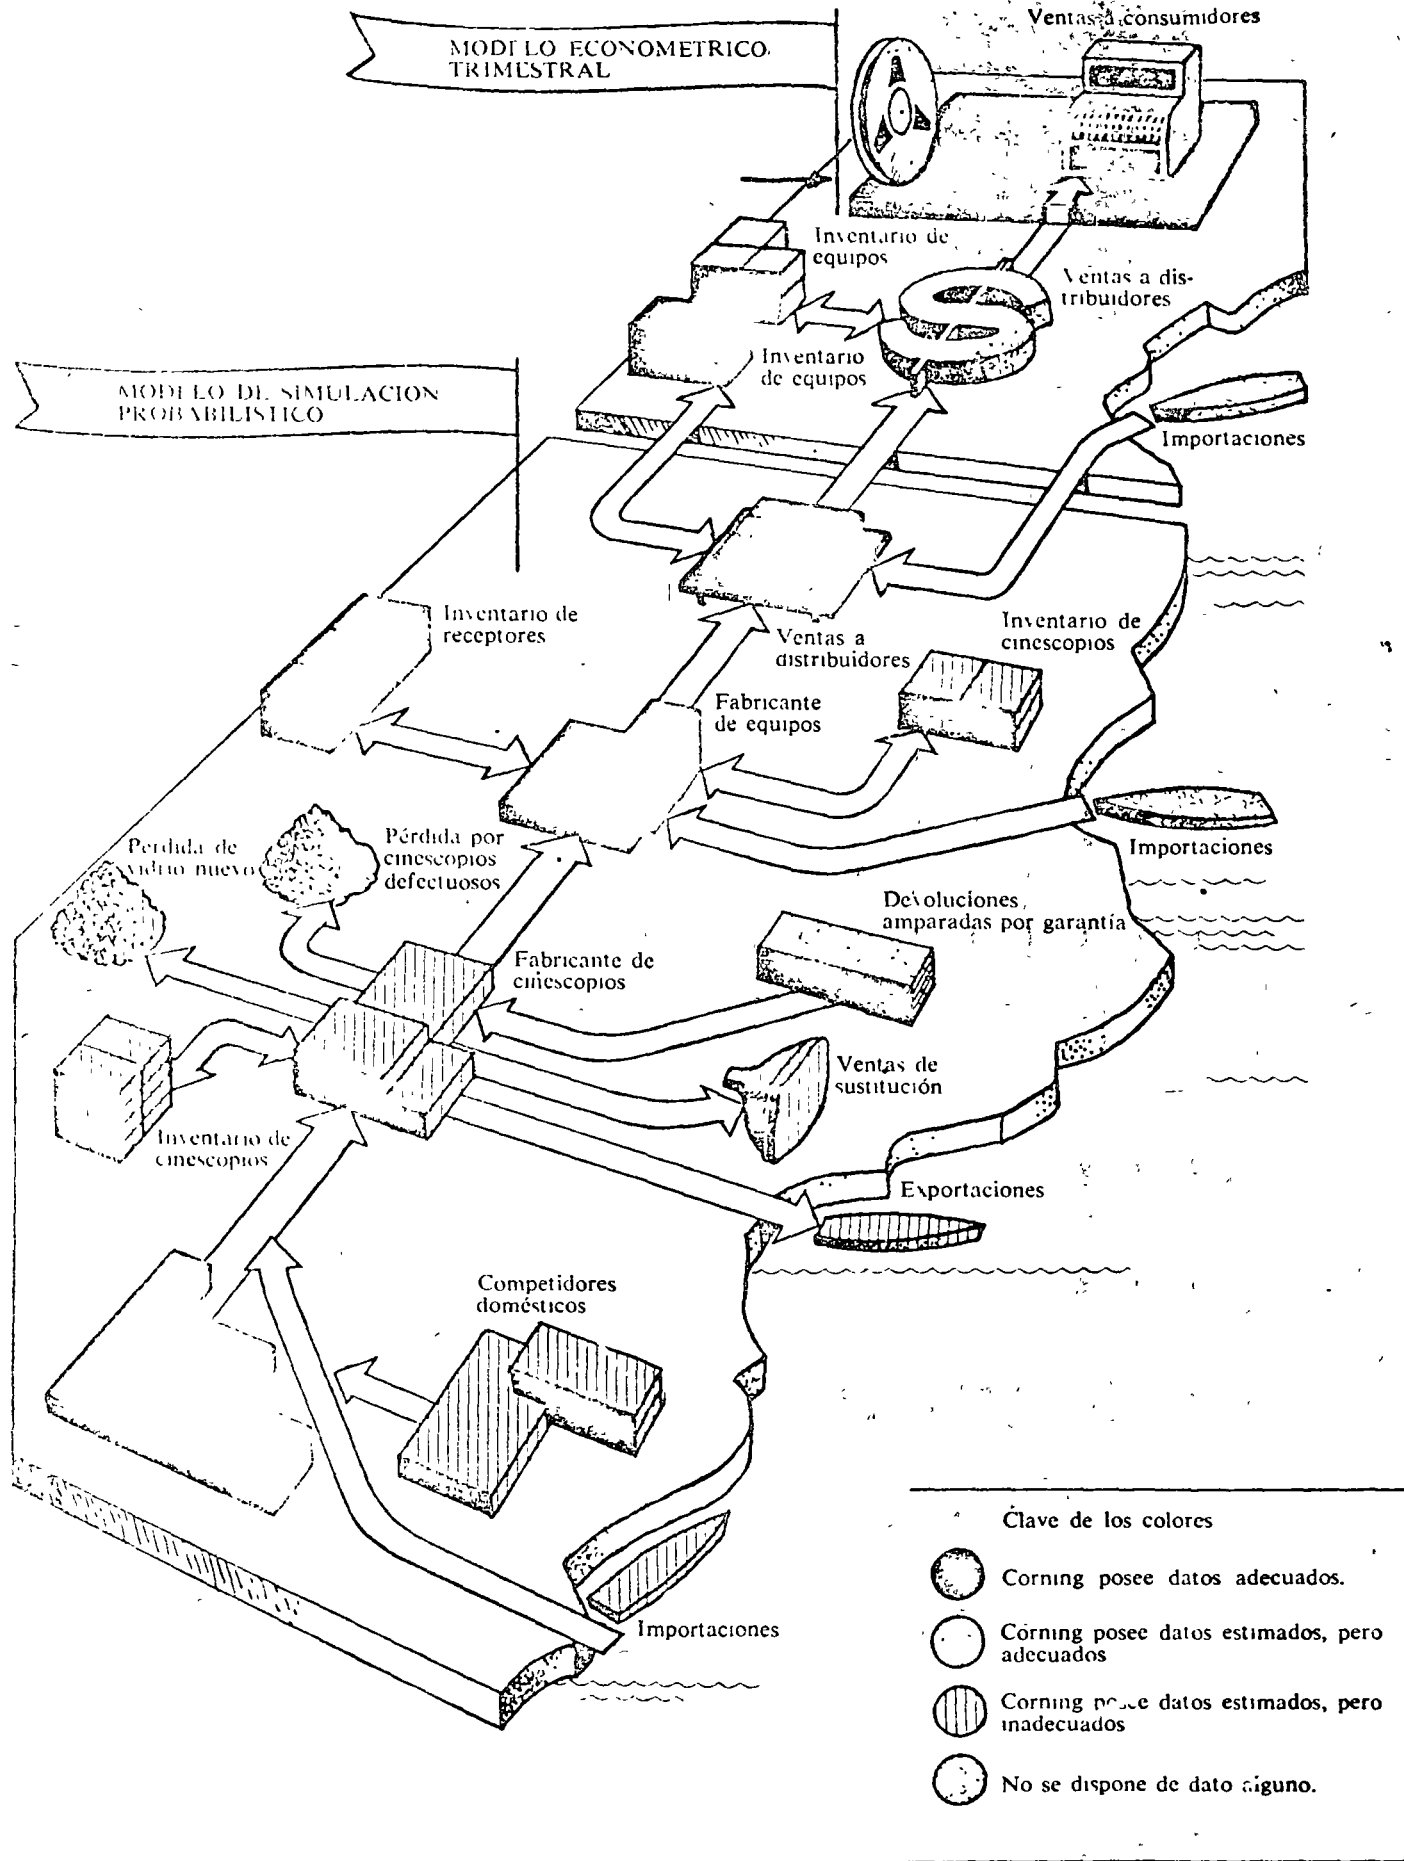 Ventas a consumidores
MODELO ECONOMETRICO
TRIMESTRAL
Inventario de
equipos
Ventas a dis-
tribuidores
Inventario
de equipos
MODELO DE SIMULACION
PROBABILISTICO
Importaciones
Inventario de
receptores
Ventas a
distribuidores
Inventario de
cinescopios
Fabricante
de equipos
Importaciones
Perdida de
vidrio nuevo
Pérdida por
cinescopios
defectuosos
Devoluciones
amparadas por garantía
Fabricante de
cinescopios
Ventas de
sustitución
Inventario de
cinescopios
Exportaciones
Competidores
domésticos
Importaciones
Clave de los colores
Corning posee datos adecuados.
Corning posee datos estimados, pero
adecuados
Corning posee datos estimados, pero
inadecuados
No se dispone de dato alguno.